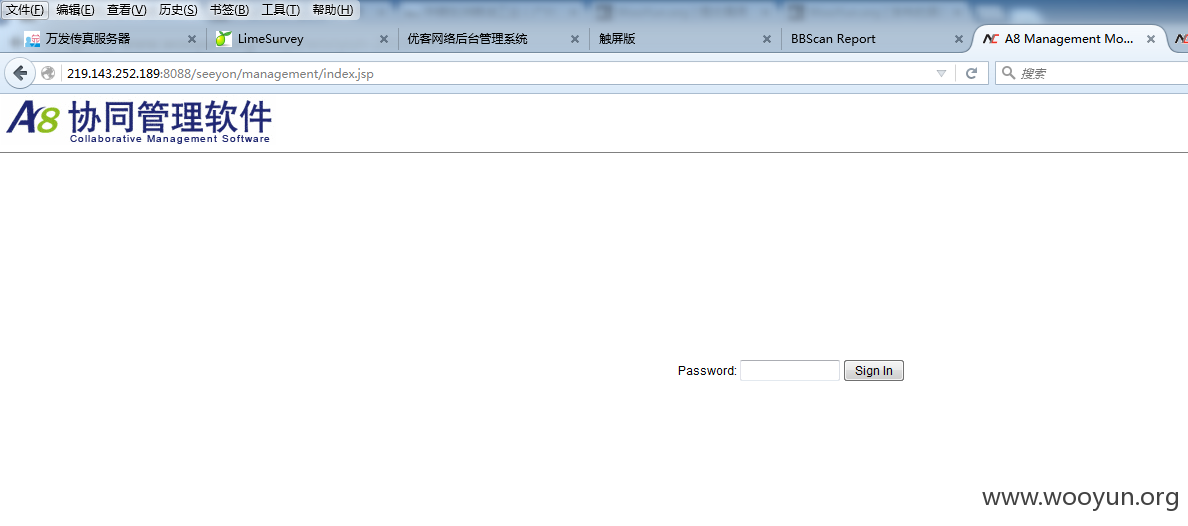 文件(F) 编辑(E) 查看(V) 历史(S) 书签(B) 工具(T) 帮助(H)
万发传真服务器 LimeSurvey 优客网络后台管理系统 触屏版 BBScan Report A8 Management Mo...
219.143.252.189:8088/seeyon/management/index.jsp 搜索
A8 协同管理软件
Collaborative Management Software
Password: Sign In
www.wooyun.org